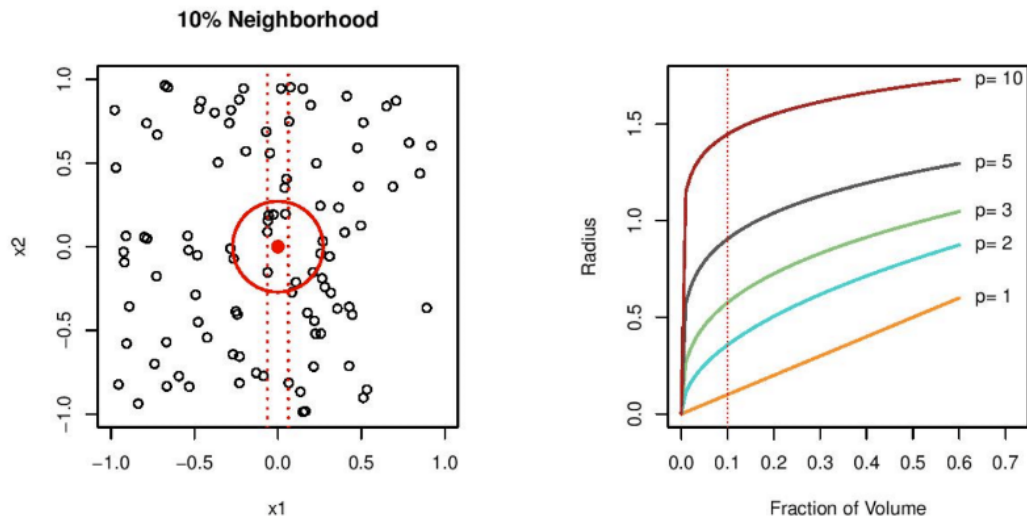 10% Neighborhood
x2
−1.0 −0.5 0.0 0.5 1.0
−1.0 −0.5 0.0 0.5 1.0
x1
Radius
0.0 0.5 1.0 1.5
p= 10
p= 5
p= 3
p= 2
p= 1
0.0 0.1 0.2 0.3 0.4 0.5 0.6 0.7
Fraction of Volume